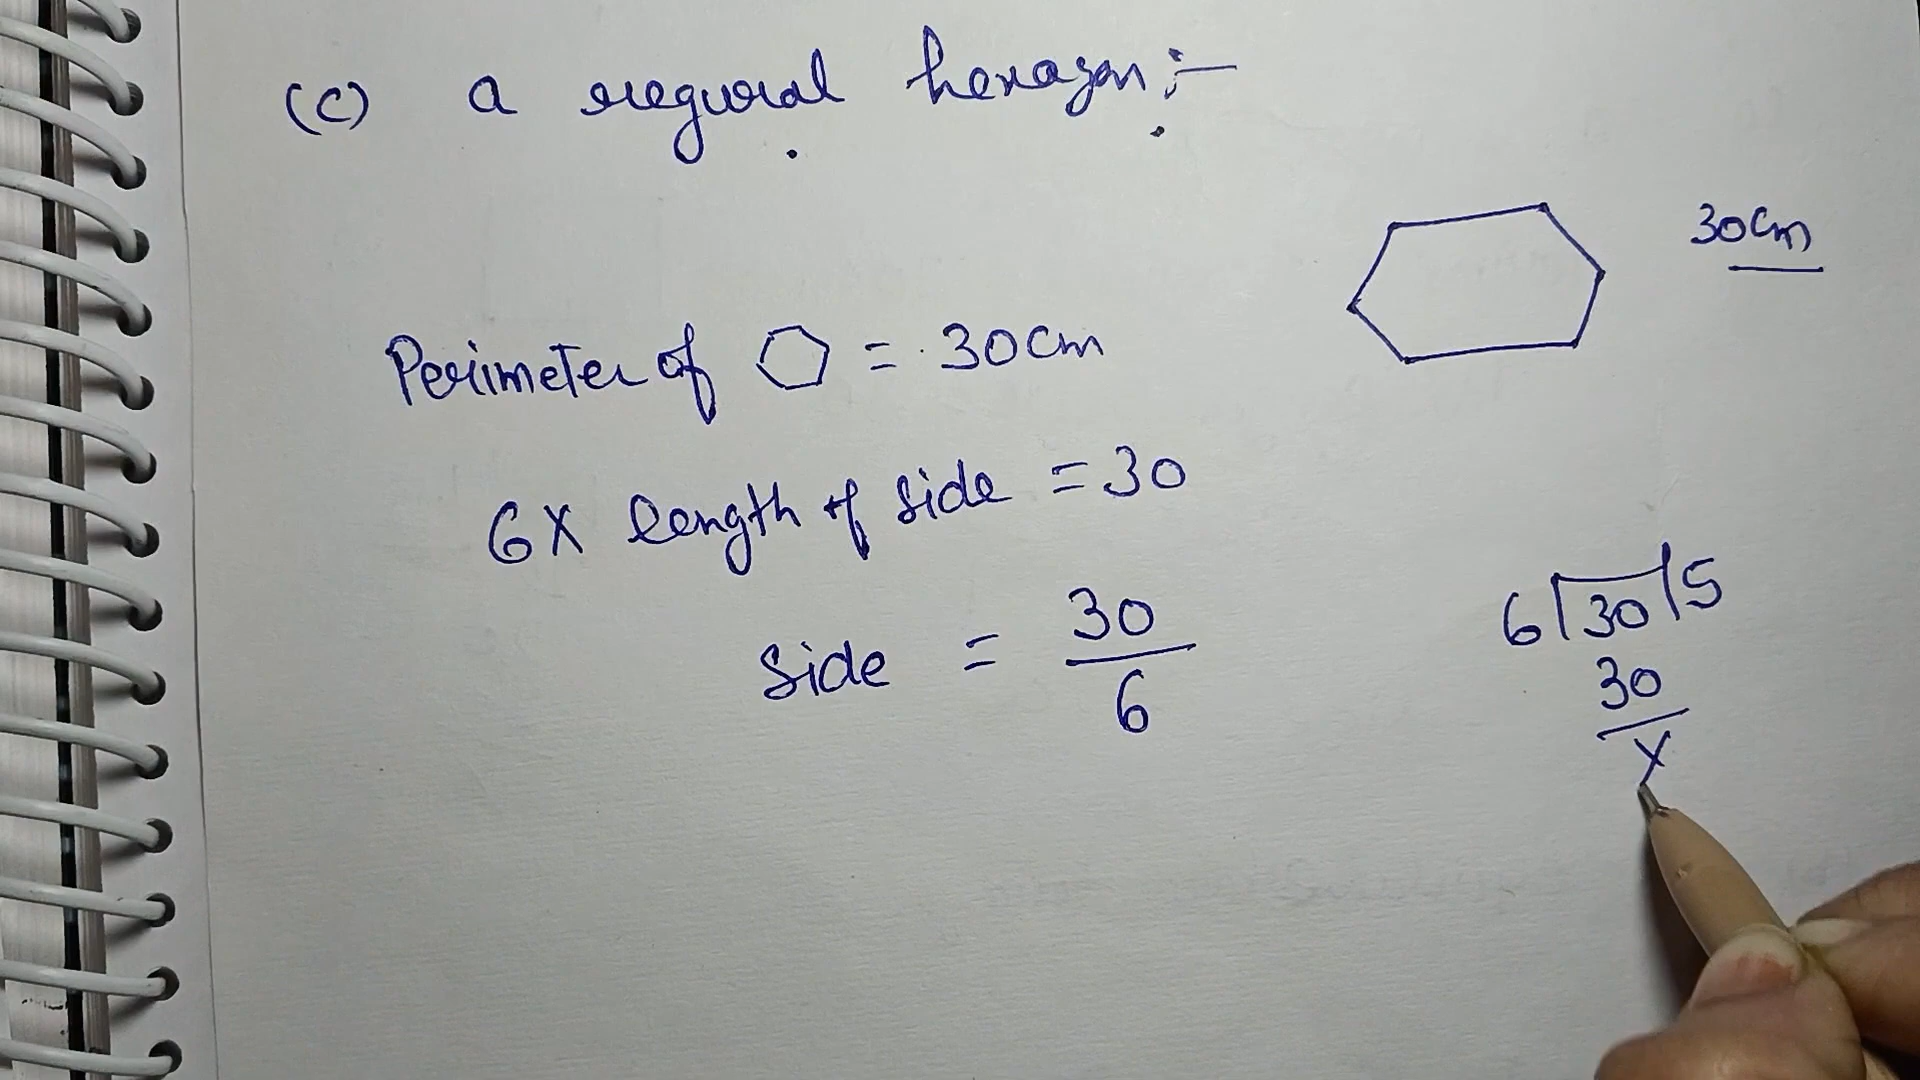 (C) a regural hexagon :-
30cm
Perimeter of ⬡ = 30cm
6 X length of side = 30
side = 30/6
6 30 5
30
X